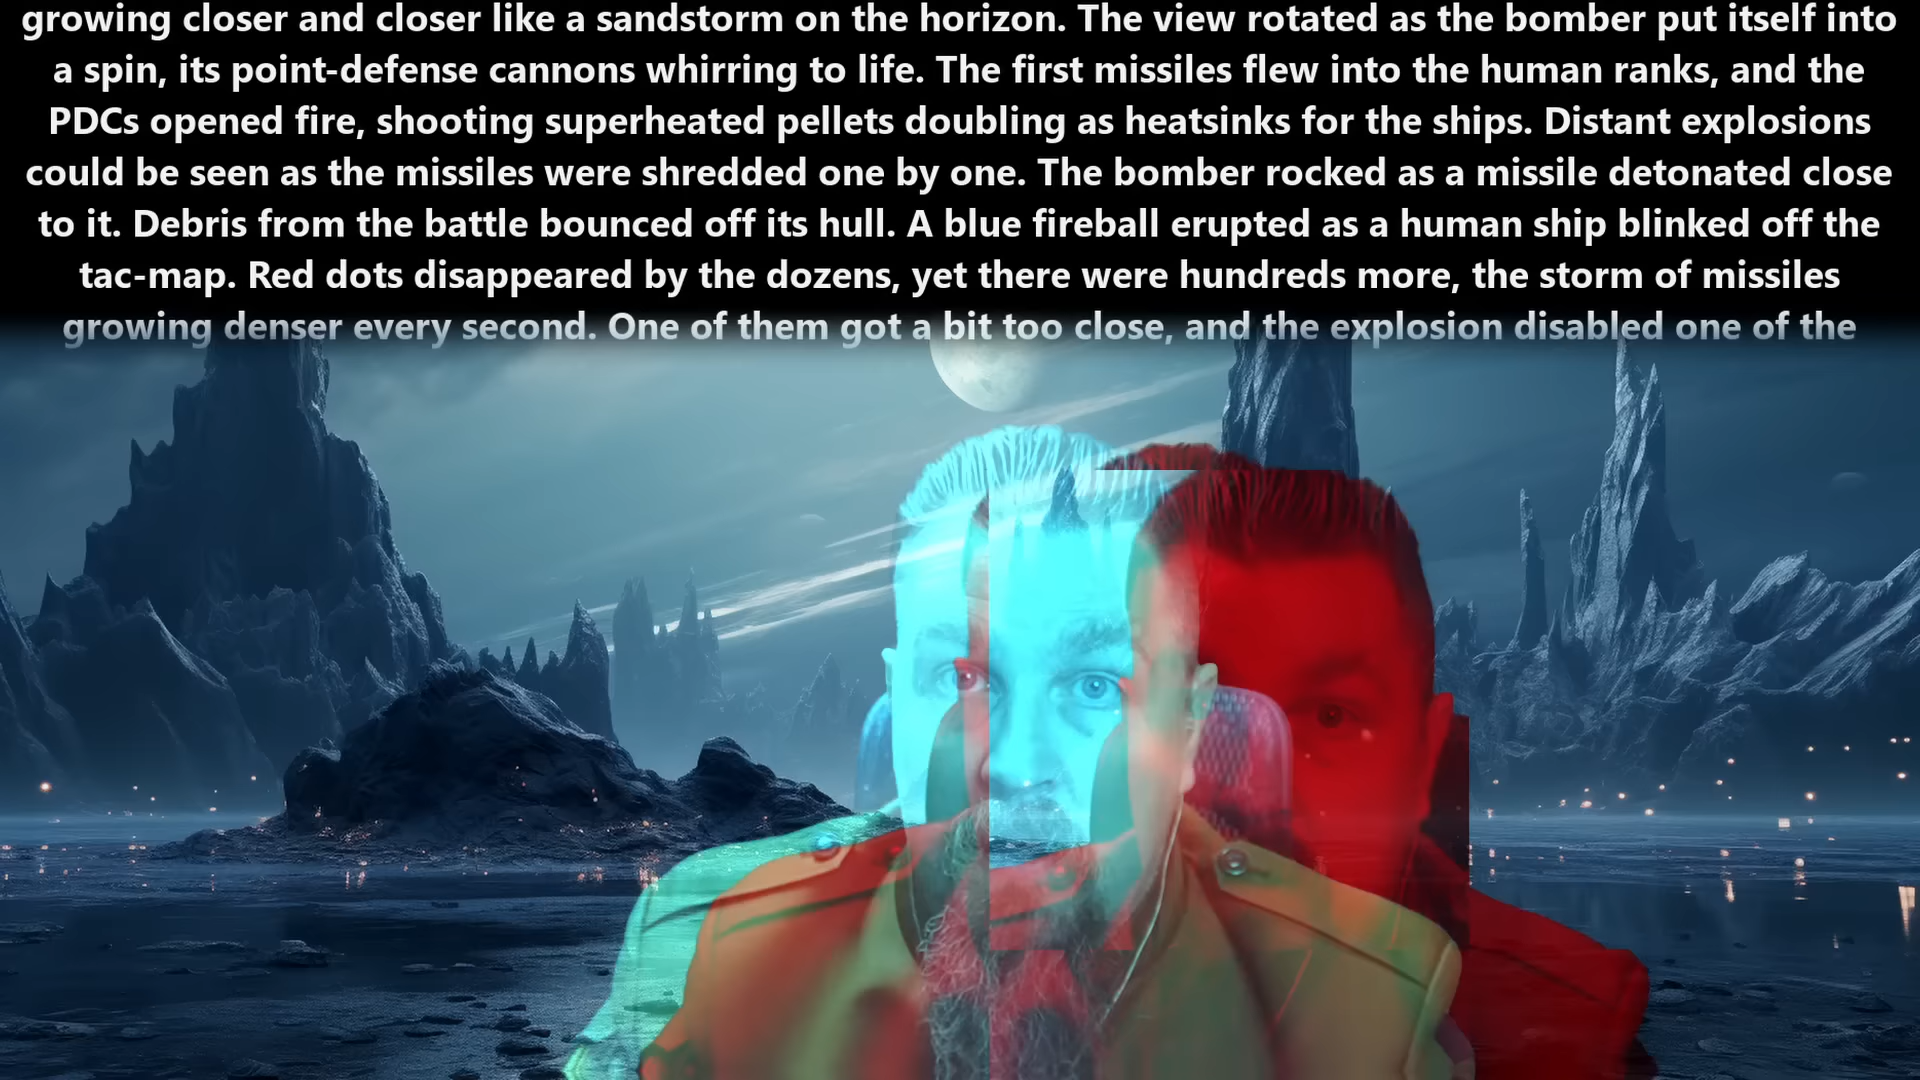 growing closer and closer like a sandstorm on the horizon. The view rotated as the bomber put itself into
a spin, its point-defense cannons whirring to life. The first missiles flew into the human ranks, and the
PDCs opened fire, shooting superheated pellets doubling as heatsinks for the ships. Distant explosions
could be seen as the missiles were shredded one by one. The bomber rocked as a missile detonated close
to it. Debris from the battle bounced off its hull. A blue fireball erupted as a human ship blinked off the
tac-map. Red dots disappeared by the dozens, yet there were hundreds more, the storm of missiles
growing denser every second. One of them got a bit too close, and the explosion disabled one of the